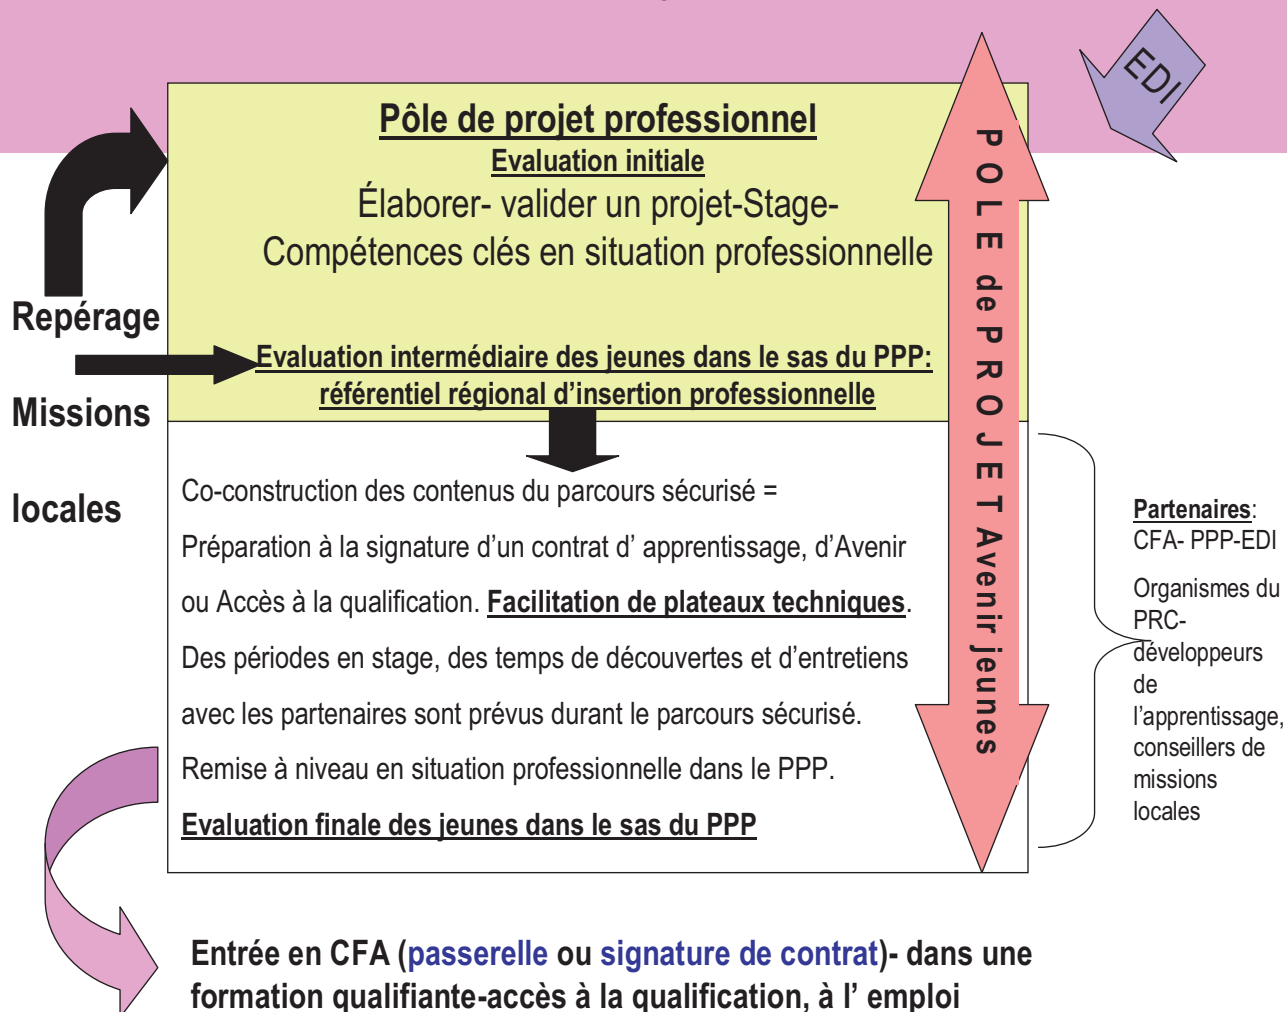 EDI
Pôle de projet professionnel
Evaluation initiale
Élaborer- valider un projet-Stage-
Compétences clés en situation professionnelle
Evaluation intermédiaire des jeunes dans le sas du PPP:
référentiel régional d'insertion professionnelle
Repérage
Missions
locales
Co-construction des contenus du parcours sécurisé =
Préparation à la signature d'un contrat d' apprentissage, d'Avenir
ou Accès à la qualification. Facilitation de plateaux techniques.
Des périodes en stage, des temps de découvertes et d'entretiens
avec les partenaires sont prévus durant le parcours sécurisé.
Remise à niveau en situation professionnelle dans le PPP.
Evaluation finale des jeunes dans le sas du PPP
POLE de PROJET Avenir jeunes
Partenaires:
CFA- PPP-EDI
Organismes du
PRC-
développeurs
de
l'apprentissage,
conseillers de
missions
locales
Entrée en CFA (passerelle ou signature de contrat)- dans une
formation qualifiante-accès à la qualification, à l' emploi